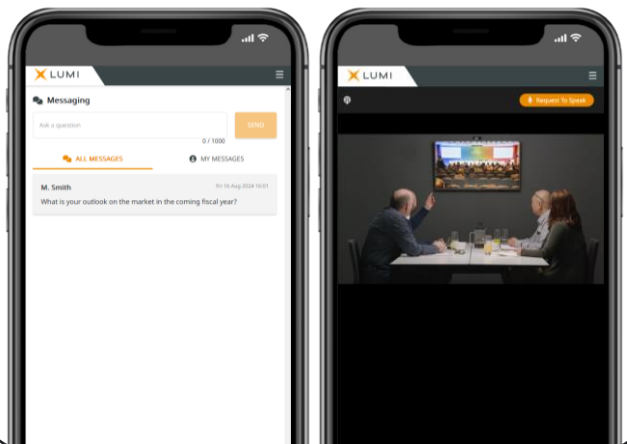 LUMI
Messaging
Ask a question
SEND
0 / 1000
ALL MESSAGES
MY MESSAGES
M. Smith
Fri 16 Aug 2024 16:03
What is your outlook on the market in the coming fiscal year?
LUMI
Request To Speak